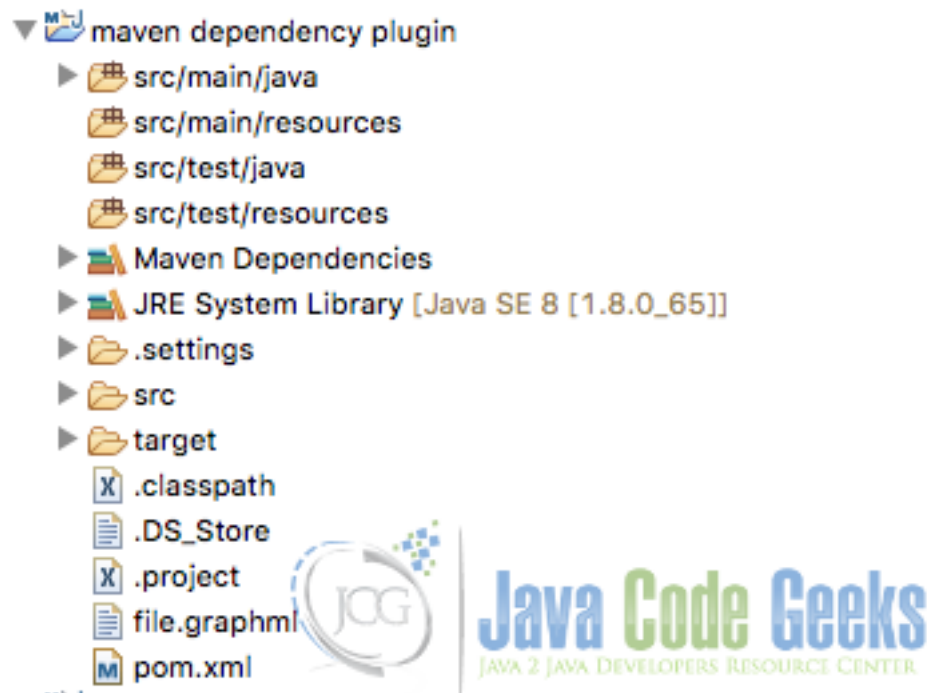 maven dependency plugin
src/main/java
src/main/resources
src/test/java
src/test/resources
Maven Dependencies
JRE System Library [Java SE 8 [1.8.0_65]]
.settings
src
target
.classpath
.DS_Store
.project
file.graphml
pom.xml
JCG
Java Code Geeks
JAVA 2 JAVA DEVELOPERS RESOURCE CENTER